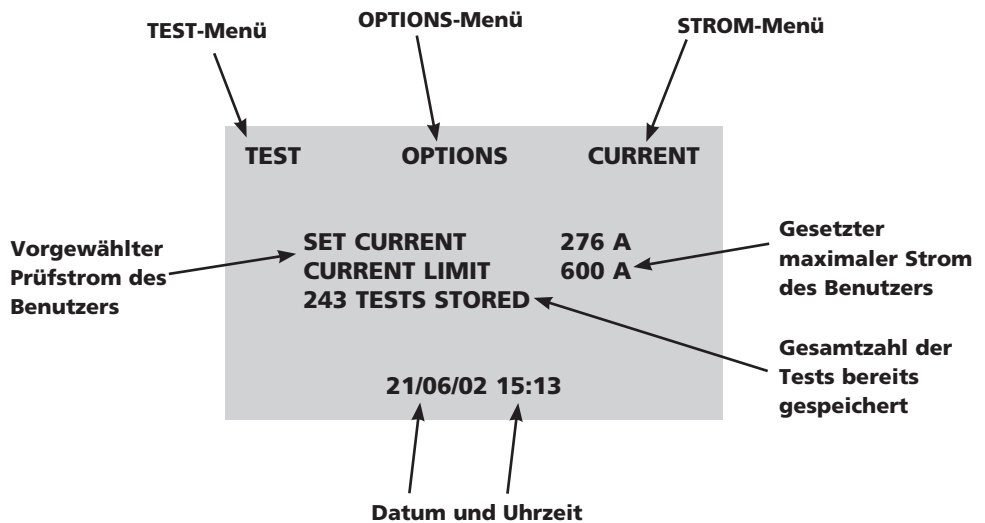 TEST-Menü
OPTIONS-Menü
STROM-Menü
TEST OPTIONS CURRENT
Vorgewählter
Prüfstrom des
Benutzers
SET CURRENT 276 A
CURRENT LIMIT 600 A
243 TESTS STORED
Gesetzter
maximaler Strom
des Benutzers
Gesamtzahl der
Tests bereits
gespeichert
21/06/02 15:13
Datum und Uhrzeit